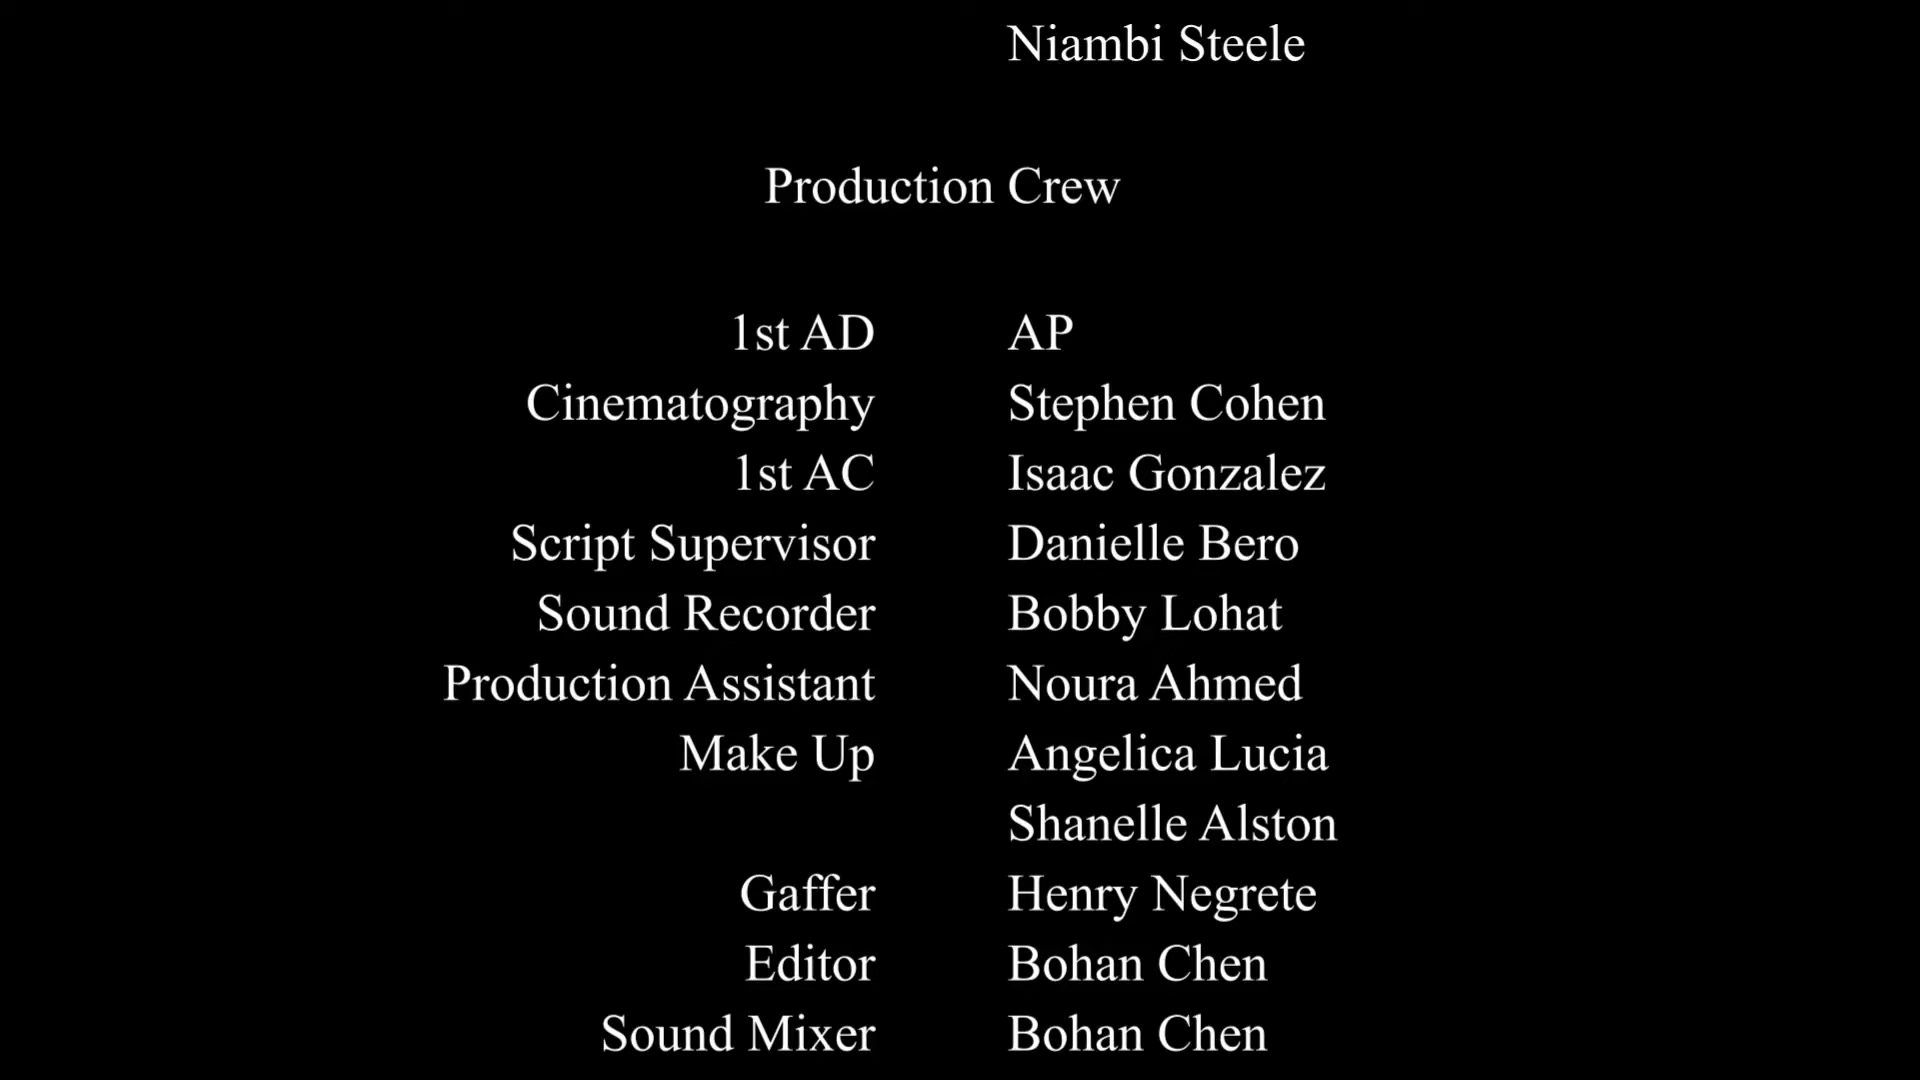 Niambi Steele
Production Crew
1st AD AP
Cinematography Stephen Cohen
1st AC Isaac Gonzalez
Script Supervisor Danielle Bero
Sound Recorder Bobby Lohat
Production Assistant Noura Ahmed
Make Up Angelica Lucia
Shanelle Alston
Gaffer Henry Negrete
Editor Bohan Chen
Sound Mixer Bohan Chen